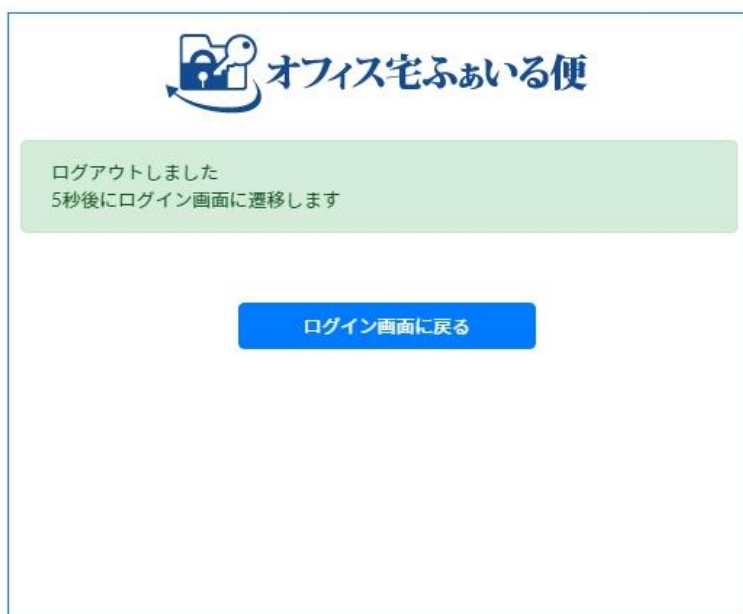 オフィス宅ふぁいる便
ログアウトしました
5秒後にログイン画面に遷移します
ログイン画面に戻る